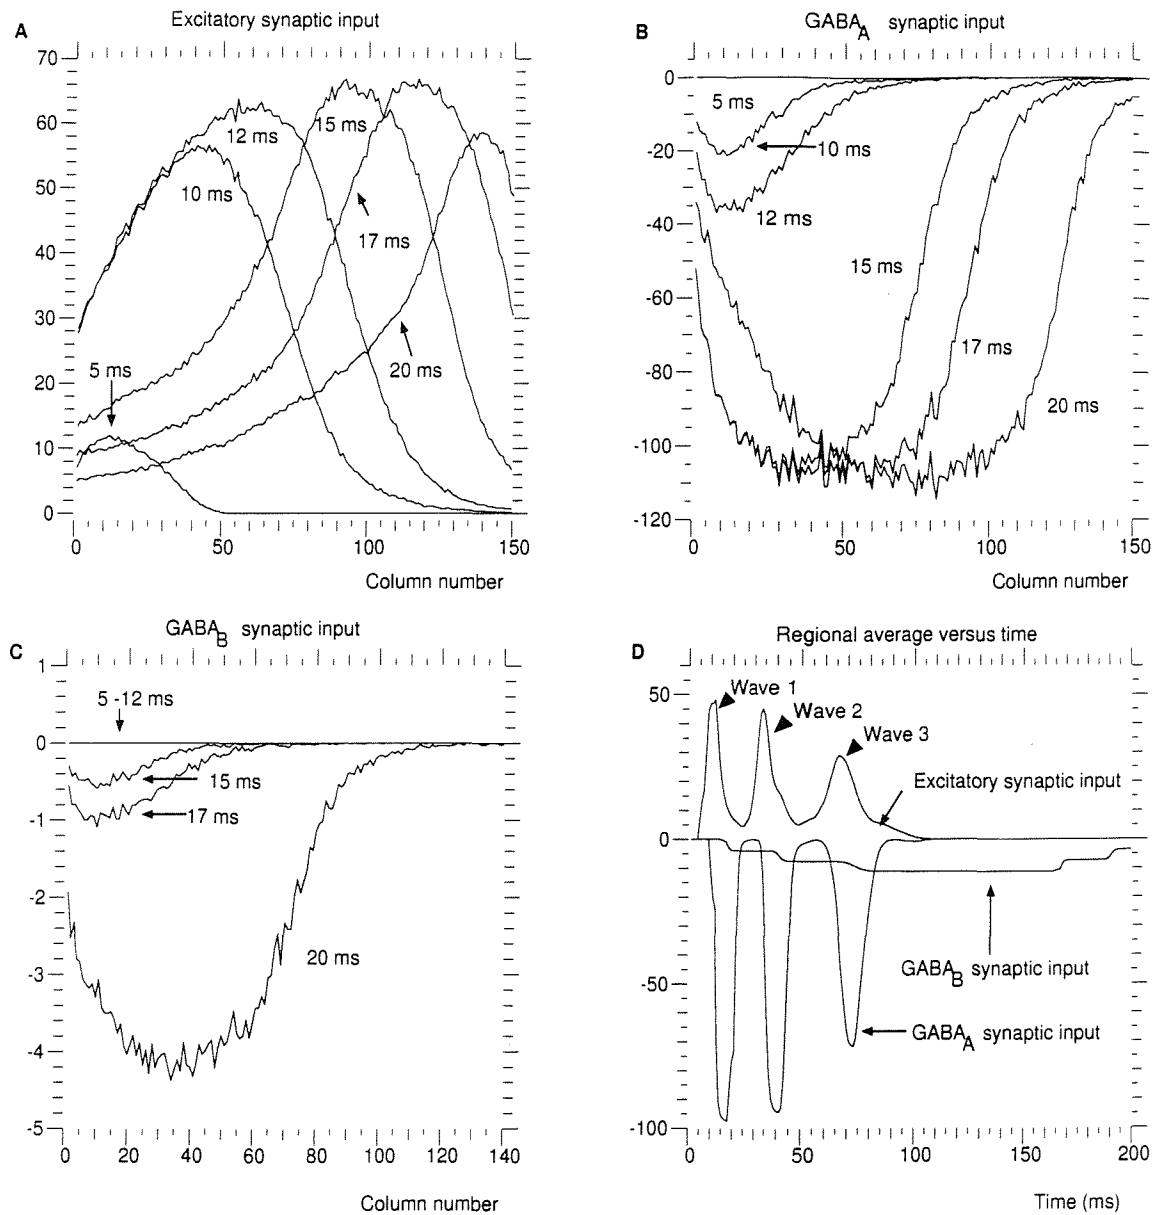 A
Excitatory synaptic input
70
60
50
40
30
20
10
0
12 ms
15 ms
10 ms
17 ms
5 ms
20 ms
0 50 100 150
Column number
B
GABA_A synaptic input
0
-20
-40
-60
-80
-100
-120
5 ms
10 ms
12 ms
15 ms
17 ms
20 ms
0 50 100 150
Column number
C
GABA_B synaptic input
1
0
-1
-2
-3
-4
-5
5 -12 ms
15 ms
17 ms
20 ms
0 20 40 60 80 100 120 140
Column number
D
Regional average versus time
50
0
-50
-100
Wave 1
Wave 2
Wave 3
Excitatory synaptic input
GABA_B synaptic input
GABA_A synaptic input
0 50 100 150 200
Time (ms)